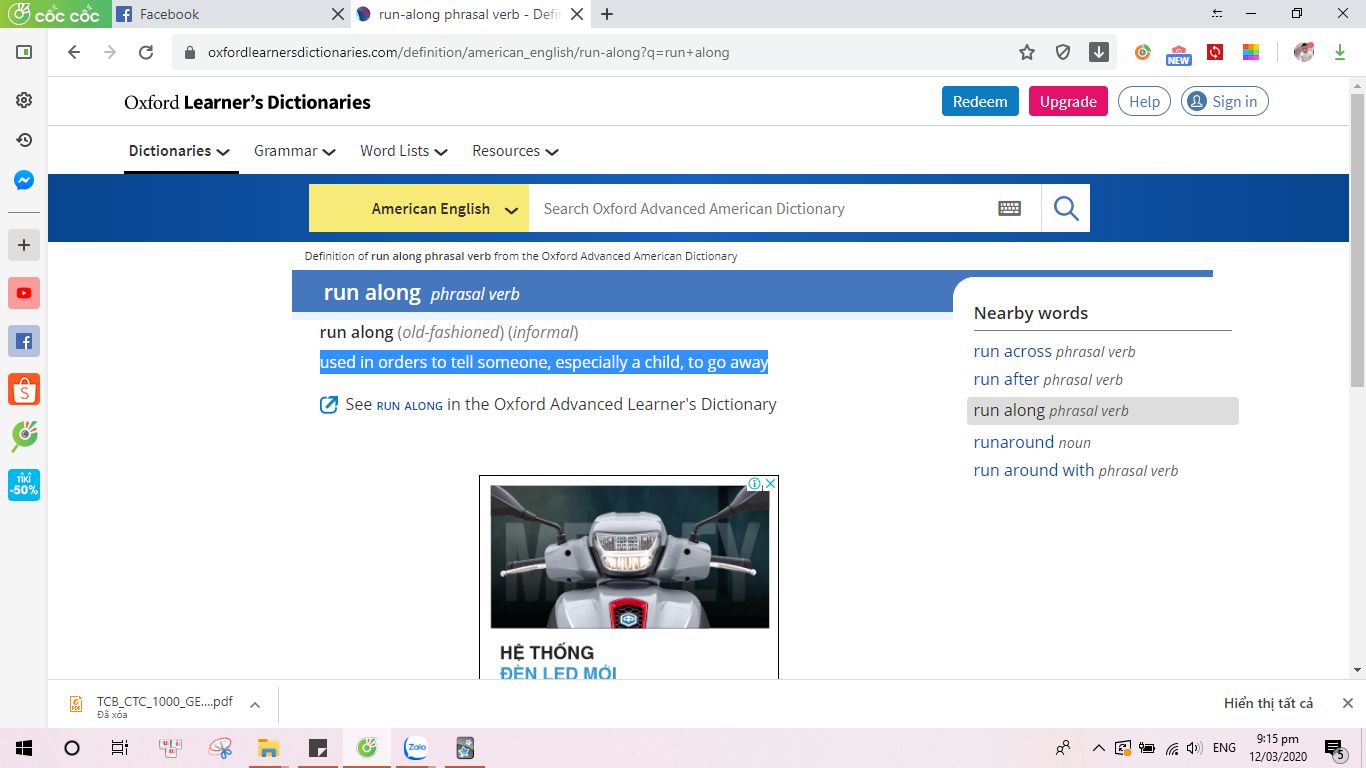 cốc cốc
Facebook
run-along phrasal verb - Defin
oxfordlearnersdictionaries.com/definition/american_english/run-along?q=run+along
NEW
Oxford Learner's Dictionaries
Redeem
Upgrade
Help
Sign in
Dictionaries
Grammar
Word Lists
Resources
American English
Search Oxford Advanced American Dictionary
Definition of run along phrasal verb from the Oxford Advanced American Dictionary
run along phrasal verb
run along (old-fashioned) (informal)
used in orders to tell someone, especially a child, to go away
See RUN ALONG in the Oxford Advanced Learner's Dictionary
Nearby words
run across phrasal verb
run after phrasal verb
run along phrasal verb
runaround noun
run around with phrasal verb
TIKI
-50%
HỆ THỐNG
ĐÈN LED MỚI
TCB_CTC_1000_GE....pdf
Đã xóa
Hiển thị tất cả
Zalo
ENG
9:15 pm
12/03/2020
5